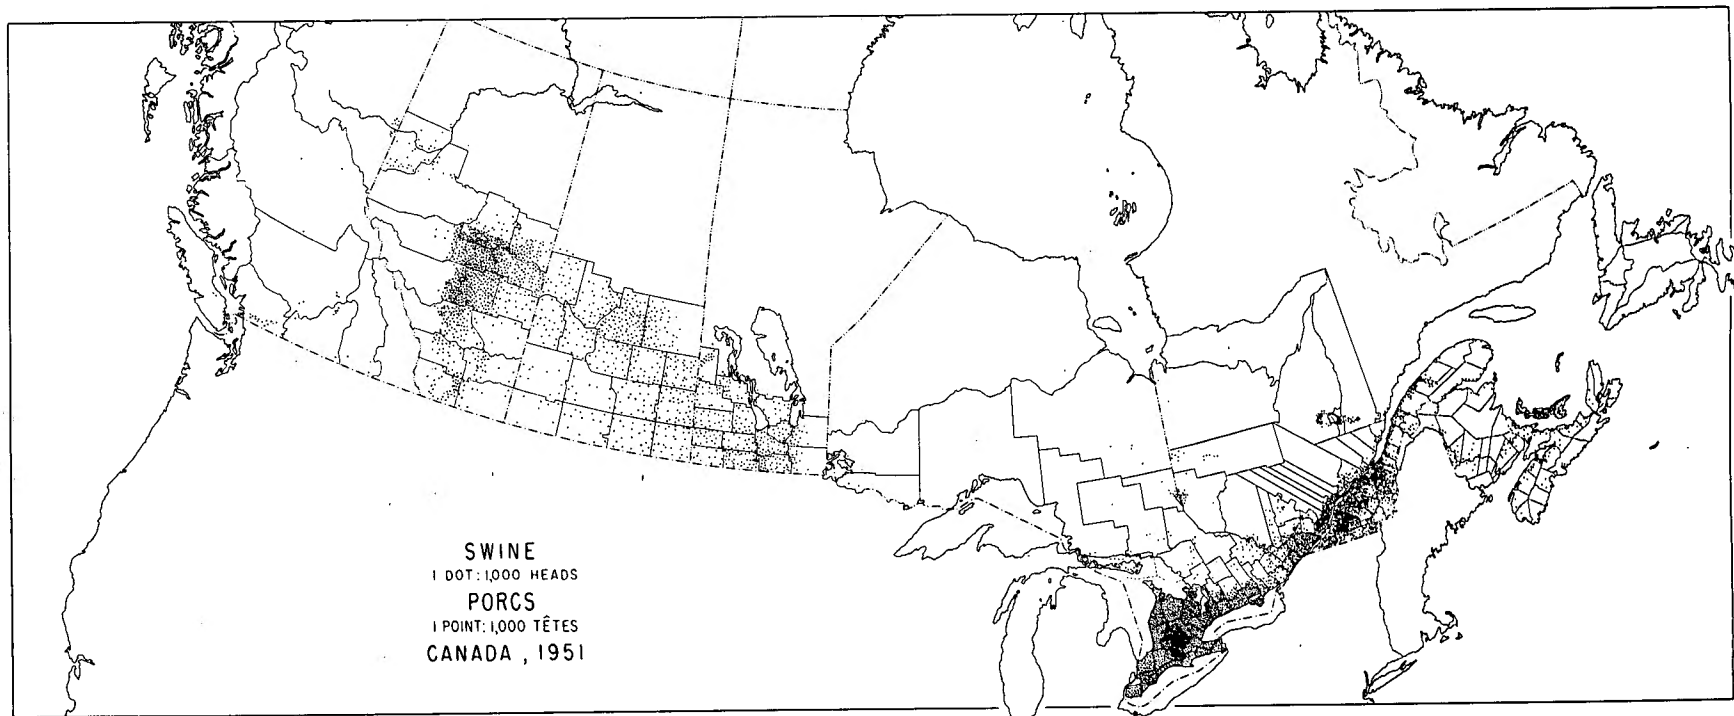 SWINE
1 DOT: 1,000 HEADS
PORCS
1 POINT: 1,000 TÊTES
CANADA, 1951